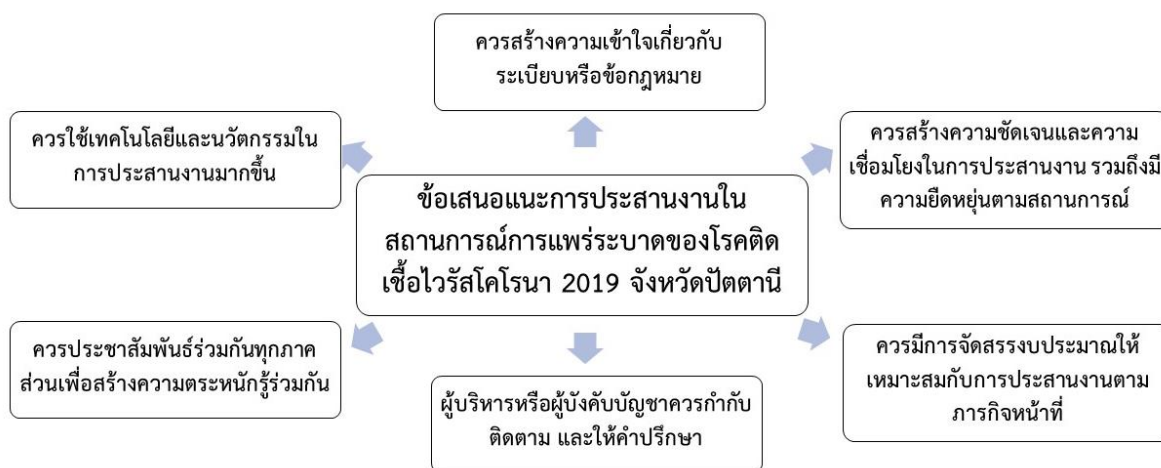 ควรสร้างความเข้าใจเกี่ยวกับ
ระเบียบหรือข้อกฎหมาย
ควรใช้เทคโนโลยีและนวัตกรรมใน
การประสานงานมากขึ้น
ควรสร้างความชัดเจนและความ
เชื่อมโยงในการประสานงาน รวมถึงมี
ความยืดหยุ่นตามสถานการณ์
ข้อเสนอแนะการประสานงานใน
สถานการณ์การแพร่ระบาดของโรคติด
เชื้อไวรัสโคโรนา 2019 จังหวัดปัตตานี
ควรประชาสัมพันธ์ร่วมกันทุกภาค
ส่วนเพื่อสร้างความตระหนักรู้ร่วมกัน
ผู้บริหารหรือผู้บังคับบัญชาควรกำกับ
ติดตาม และให้คำปรึกษา
ควรมีการจัดสรรงบประมาณให้
เหมาะสมกับการประสานงานตาม
ภารกิจหน้าที่